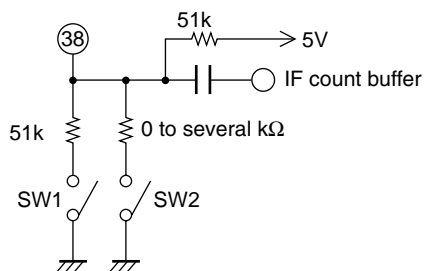 51k
38
5V
IF count buffer
51k
0 to several kΩ
SW1
SW2